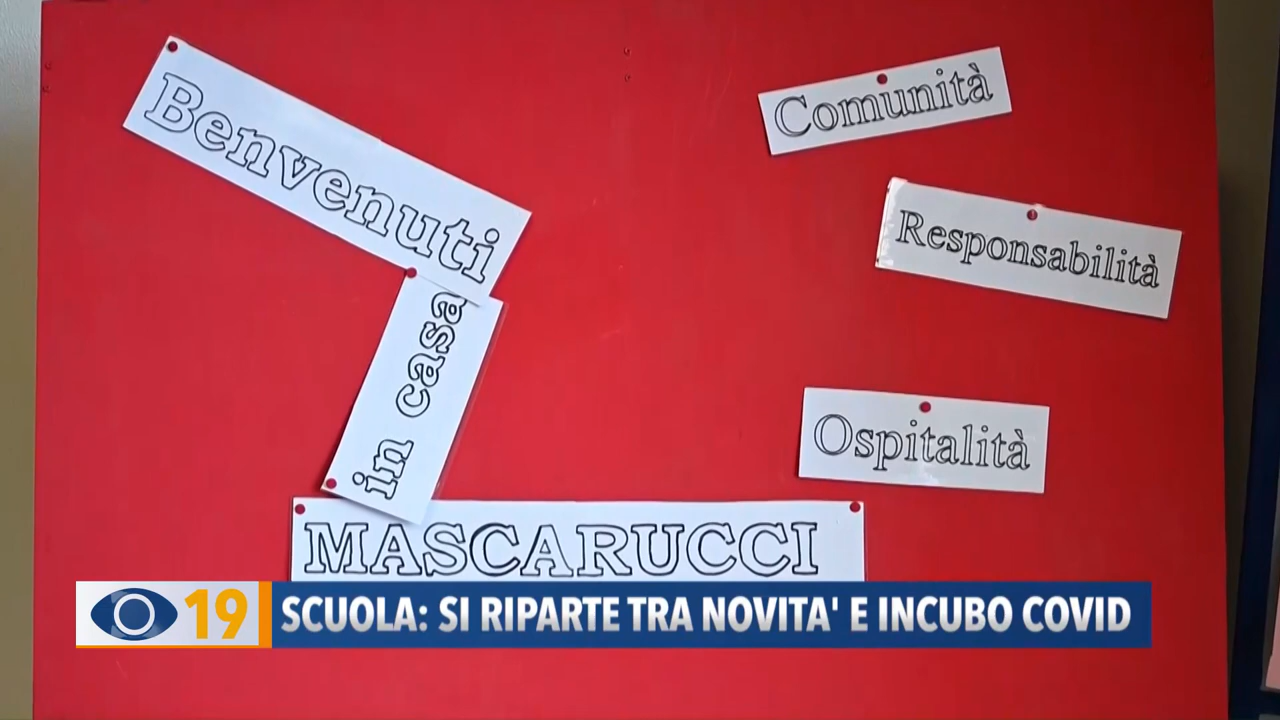 Benvenuti
in casa
MASCARUCCI
Comunità
Responsabilità
Ospitalità
19
SCUOLA: SI RIPARTE TRA NOVITA' E INCUBO COVID